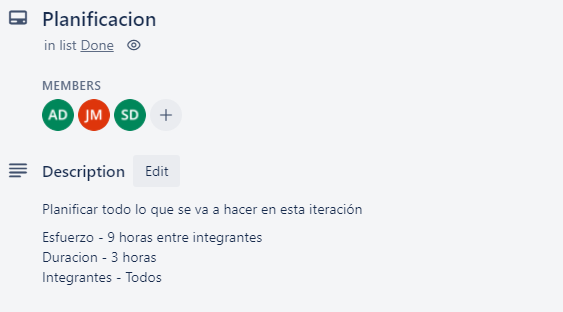 Planificacion
in list Done
MEMBERS
AD JM SD +
Description Edit
Planificar todo lo que se va a hacer en esta iteración
Esfuerzo - 9 horas entre integrantes
Duracion - 3 horas
Integrantes - Todos